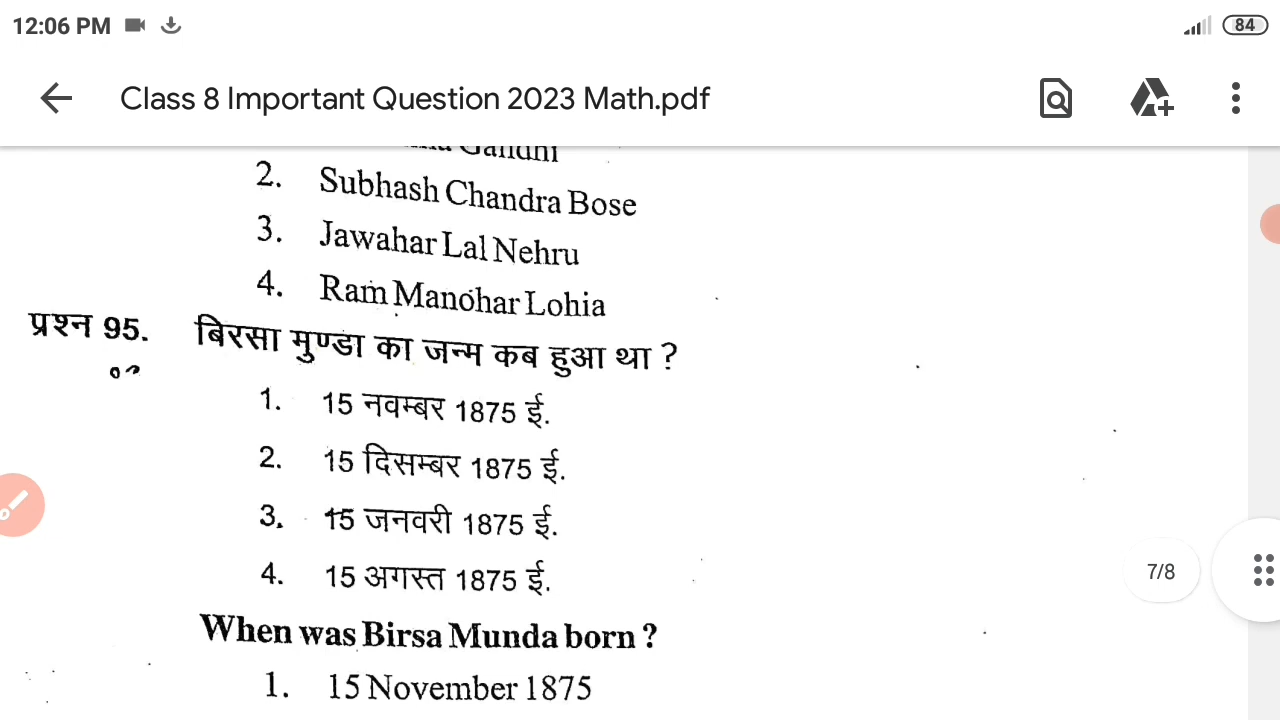 12:06 PM
84
Class 8 Important Question 2023 Math.pdf
Gandhi
2. Subhash Chandra Bose
3. Jawahar Lal Nehru
4. Ram Manohar Lohia
प्रश्न 95. बिरसा मुण्डा का जन्म कब हुआ था ?
1. 15 नवम्बर 1875 ई.
2. 15 दिसम्बर 1875 ई.
3. 15 जनवरी 1875 ई.
4. 15 अगस्त 1875 ई.
7/8
When was Birsa Munda born ?
1. 15 November 1875